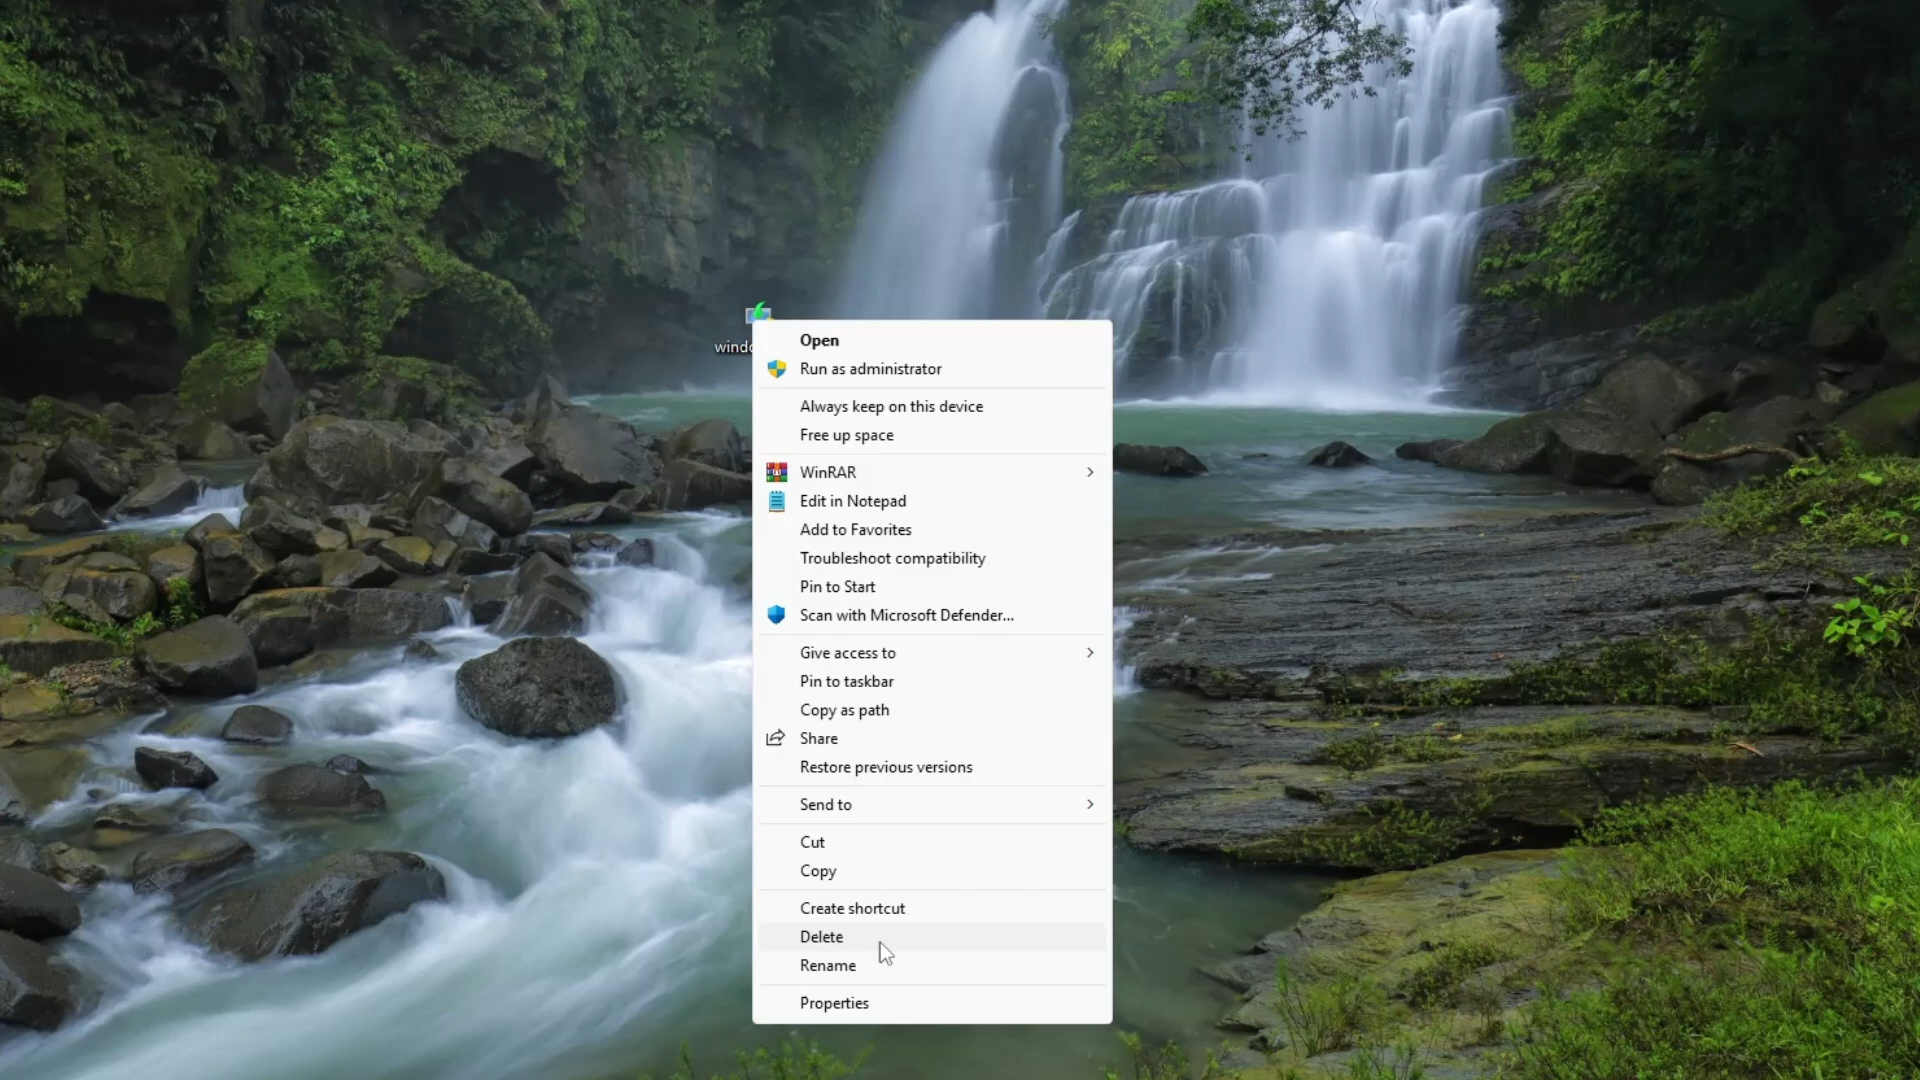 Open
Run as administrator
Always keep on this device
Free up space
WinRAR
Edit in Notepad
Add to Favorites
Troubleshoot compatibility
Pin to Start
Scan with Microsoft Defender...
Give access to
Pin to taskbar
Copy as path
Share
Restore previous versions
Send to
Cut
Copy
Create shortcut
Delete
Rename
Properties